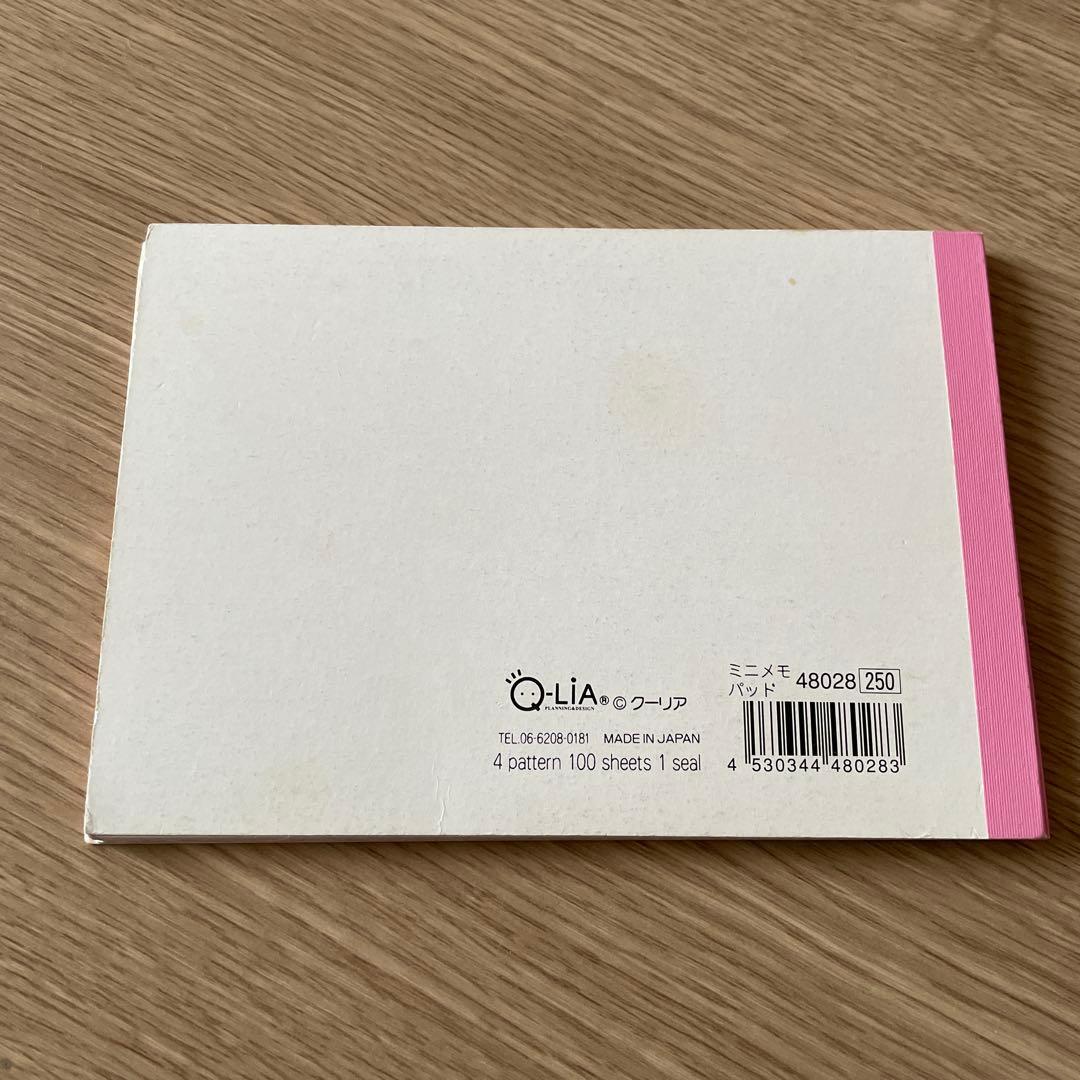 Q-LiA® © クーリア
PLANNING&DESIGN
TEL.06-6208-0181 MADE IN JAPAN
4 pattern 100 sheets 1 seal
ミニメモ
パッド 48028 250
4 530344 480283